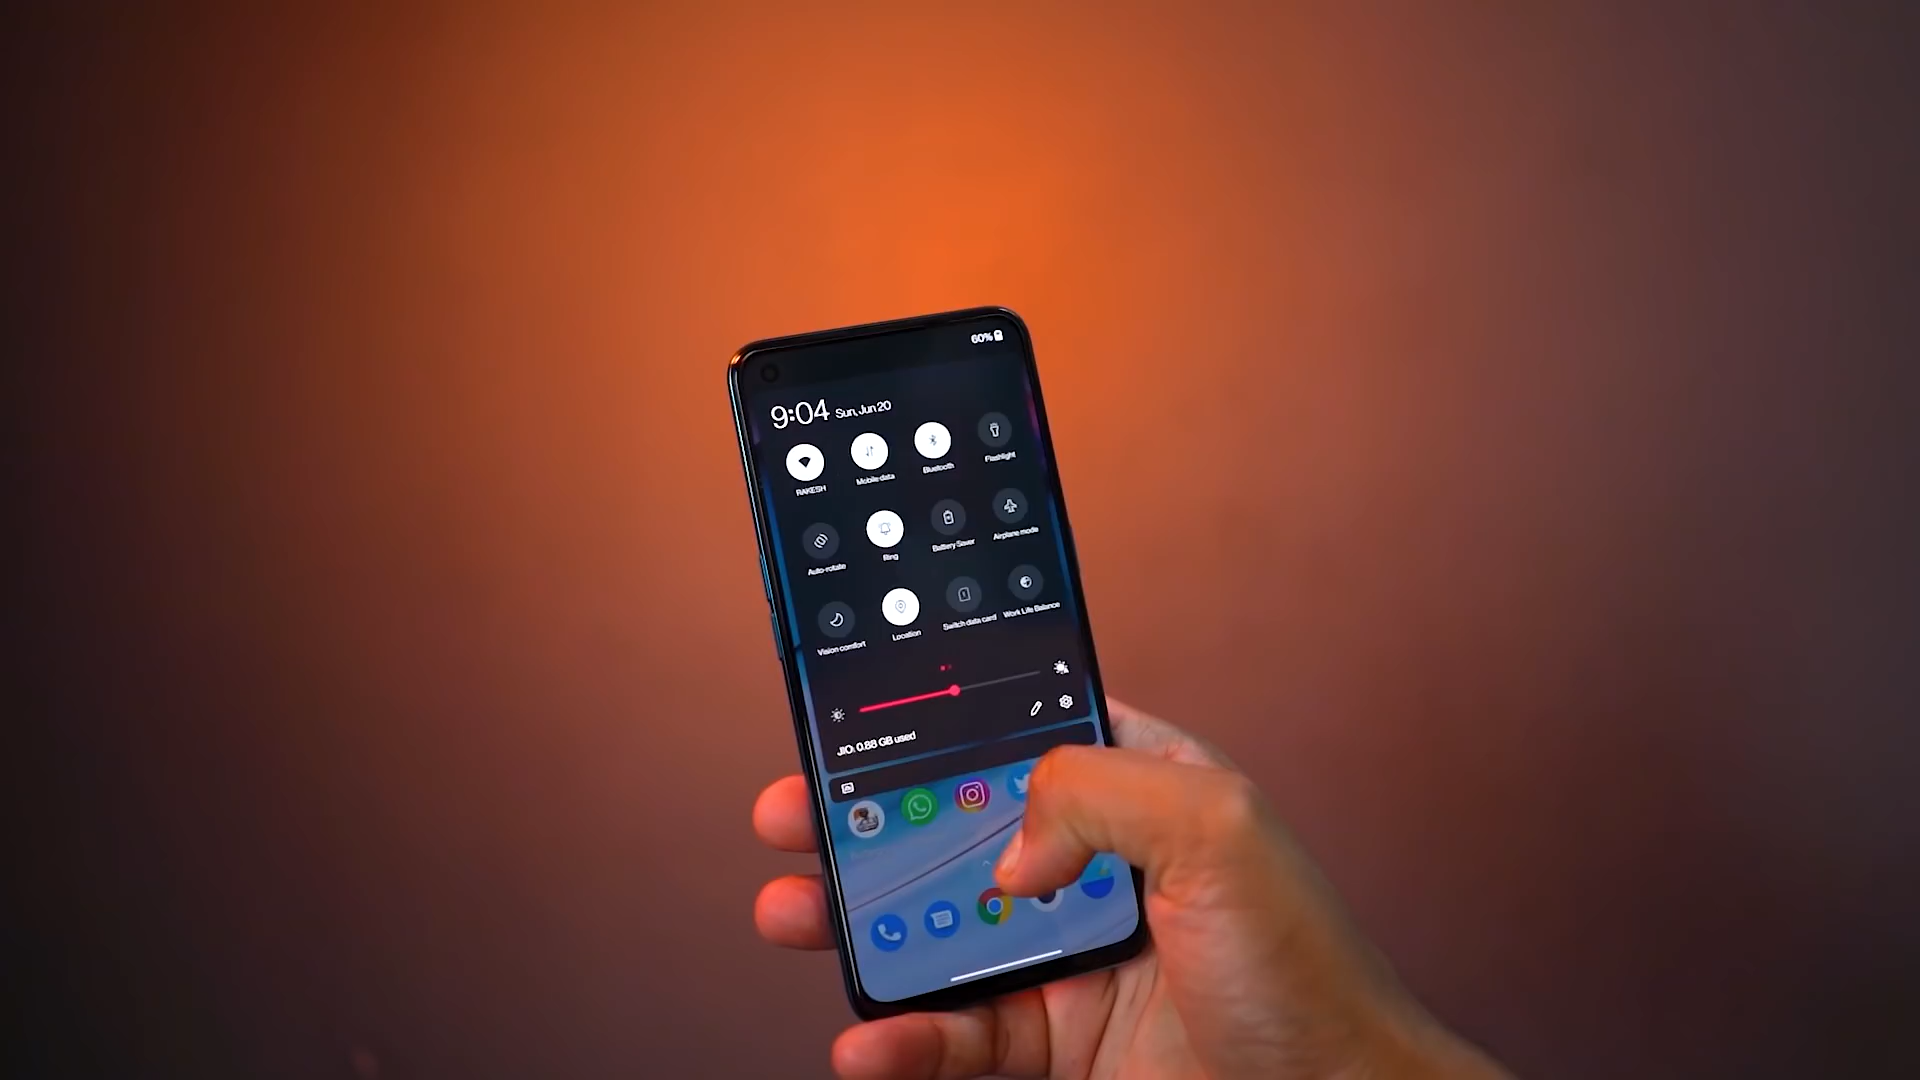 60%
9:04 Sun, Jun 20
RAKESH Mobile data Bluetooth Flashlight
Auto-rotate Ring Battery Saver Airplane mode
Vision comfort Location Switch data card Work Life Balance
JIO: 0.88 GB used